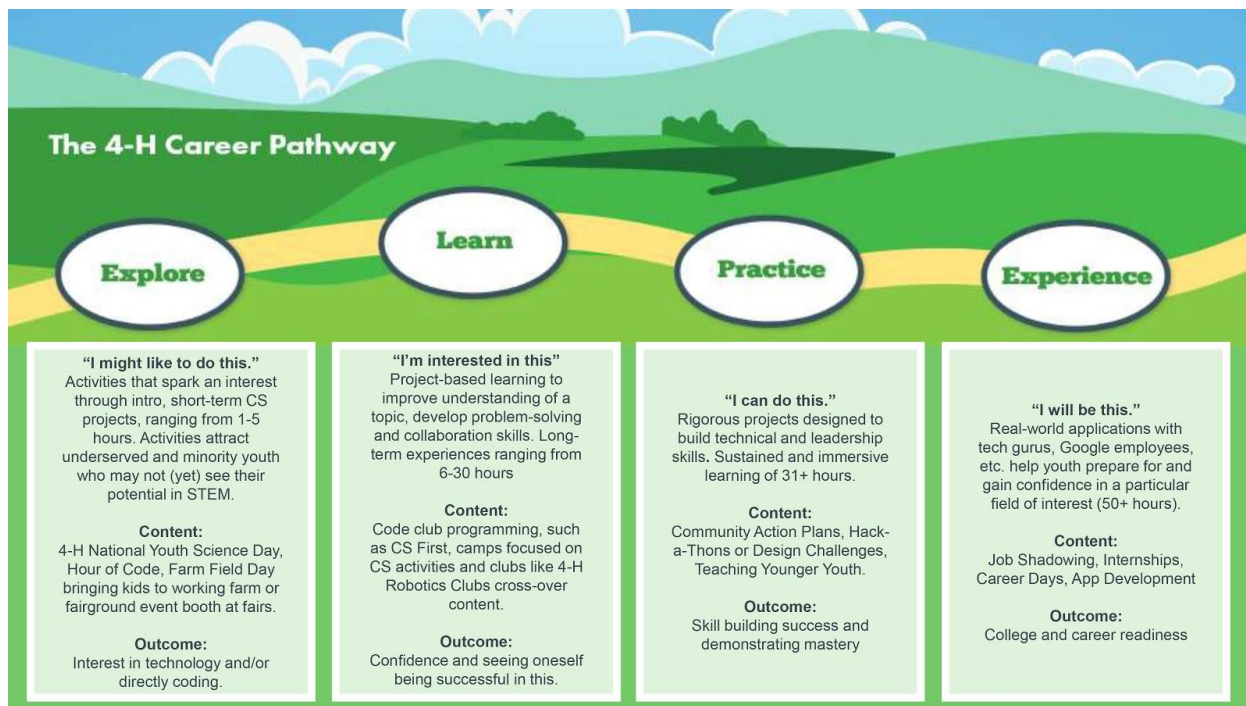 The 4-H Career Pathway
Explore
Learn
Practice
Experience
“I might like to do this.”
Activities that spark an interest
through intro, short-term CS
projects, ranging from 1-5
hours. Activities attract
underserved and minority youth
who may not (yet) see their
potential in STEM.
Content:
4-H National Youth Science Day,
Hour of Code, Farm Field Day
bringing kids to working farm or
fairground event booth at fairs.
Outcome:
Interest in technology and/or
directly coding.
“I’m interested in this”
Project-based learning to
improve understanding of a
topic, develop problem-solving
and collaboration skills. Long-
term experiences ranging from
6-30 hours
Content:
Code club programming, such
as CS First, camps focused on
CS activities and clubs like 4-H
Robotics Clubs cross-over
content.
Outcome:
Confidence and seeing oneself
being successful in this.
“I can do this.”
Rigorous projects designed to
build technical and leadership
skills. Sustained and immersive
learning of 31+ hours.
Content:
Community Action Plans, Hack-
a-Thons or Design Challenges,
Teaching Younger Youth.
Outcome:
Skill building success and
demonstrating mastery
“I will be this.”
Real-world applications with
tech gurus, Google employees,
etc. help youth prepare for and
gain confidence in a particular
field of interest (50+ hours).
Content:
Job Shadowing, Internships,
Career Days, App Development
Outcome:
College and career readiness